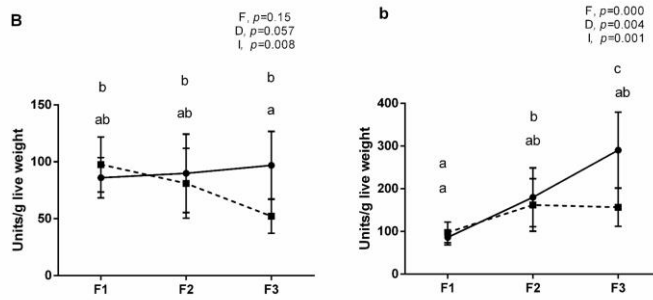 B
F, p=0.15
D, p=0.057
I, p=0.008
b b b
ab ab a
150
100
50
0
Units/g live weight
F1 F2 F3
b
F, p=0.000
D, p=0.004
I, p=0.001
c
b ab
a ab
a
400
300
200
100
0
Units/g live weight
F1 F2 F3